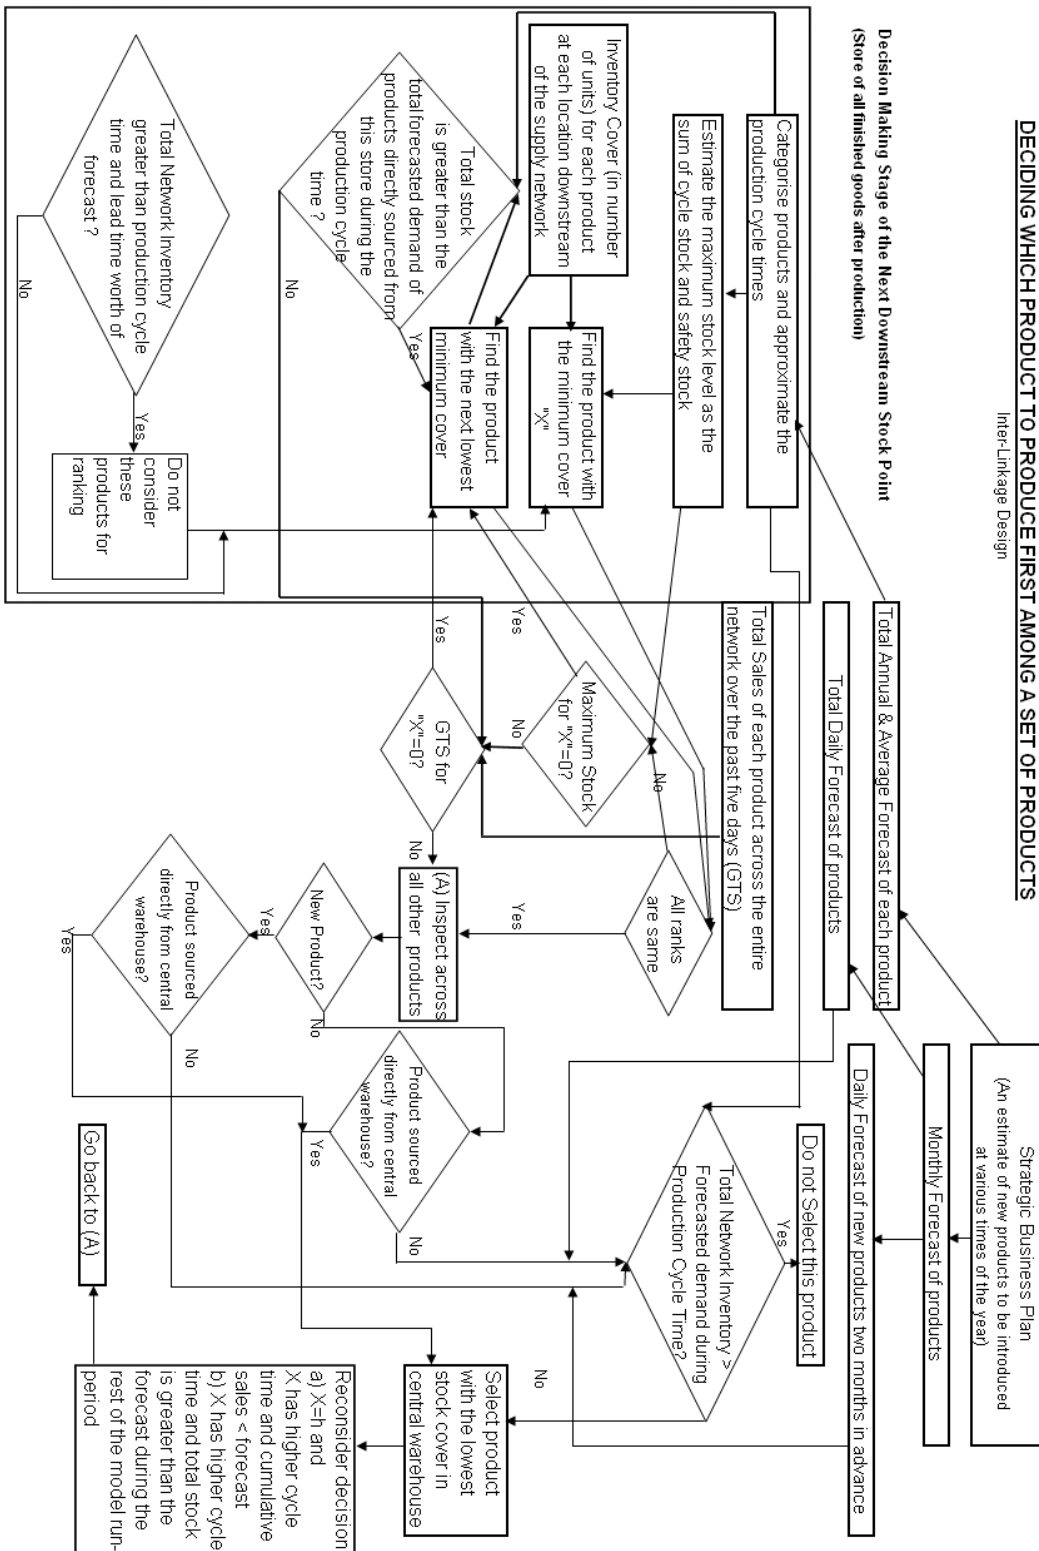 DECIDING WHICH PRODUCT TO PRODUCE FIRST AMONG A SET OF PRODUCTS
Inter-Linkage Design
Decision Making Stage of the Next Downstream Stock Point
(Store of all finished goods after production)
Strategic Business Plan
(An estimate of new products to be introduced
at various times of the year)
Monthly Forecast of products
Total Annual & Average Forecast of each product
Total Daily Forecast of products
Daily Forecast of new products two months in advance
Categorise products and approximate the
production cycle times
Estimate the maximum stock level as the
sum of cycle stock and safety stock
Inventory Cover (in number
of units) for each product
at each location downstream
of the supply network
Find the product with
the minimum cover
"X"
Find the product
with the next lowest
minimum cover
Total stock
is greater than the
total forecasted demand of
products directly sourced from
this store during the
production cycle
time ?
Yes
No
Total Network Inventory
greater than production cycle
time and lead time worth of
forecast ?
Yes
No
Do not
consider
these
products for
ranking
Total Sales of each product across the entire
network over the past five days (GTS)
Maximum Stock
for "X"=0?
Yes
No
No
GTS for
"X"=0?
Yes
No
All ranks
are same
Yes
(A) Inspect across
all other products
New Product?
Yes
No
Product sourced
directly from central
warehouse?
Yes
No
Product sourced
directly from central
warehouse?
Yes
No
Do not Select this product
Total Network Inventory >
Forecasted demand during
Production Cycle Time?
Yes
No
Select product
with the lowest
stock cover in
central warehouse
Reconsider decision
a) X=h and
X has higher cycle
time and cumulative
sales < forecast
b) X has higher cycle
time and total stock
is greater than the
forecast during the
rest of the model run-
period
Go back to (A)